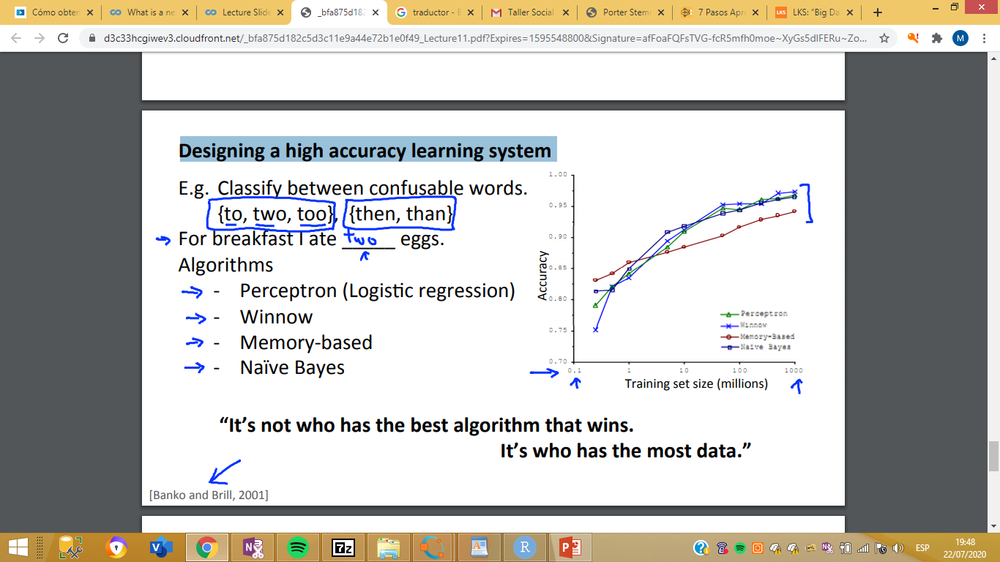 Cómo obten
What is a ne
Lecture Slide
_bfa875d182
traductor - B
Taller Social
Porter Stemm
7 Pasos Apr
LKS: "Big Da
d3c33hcgiwev3.cloudfront.net/_bfa875d182c5d3c11e9a44e72b1e0f49_Lecture11.pdf?Expires=1595548800&Signature=afFoaFQFsTVG-fcR5mfh0moe~XyGs5dIFERu~Zo...
M
Designing a high accuracy learning system
E.g. Classify between confusable words.
{to, two, too}, {then, than}
For breakfast I ate two eggs.
Algorithms
- Perceptron (Logistic regression)
- Winnow
- Memory-based
- Naïve Bayes
1.00
0.95
0.90
0.85
0.80
0.75
0.70
Accuracy
Perceptron
Winnow
Memory-Based
Naïve Bayes
0.1 1 10 100 1000
Training set size (millions)
“It’s not who has the best algorithm that wins.
It’s who has the most data.”
[Banko and Brill, 2001]
ESP
19:48
22/07/2020